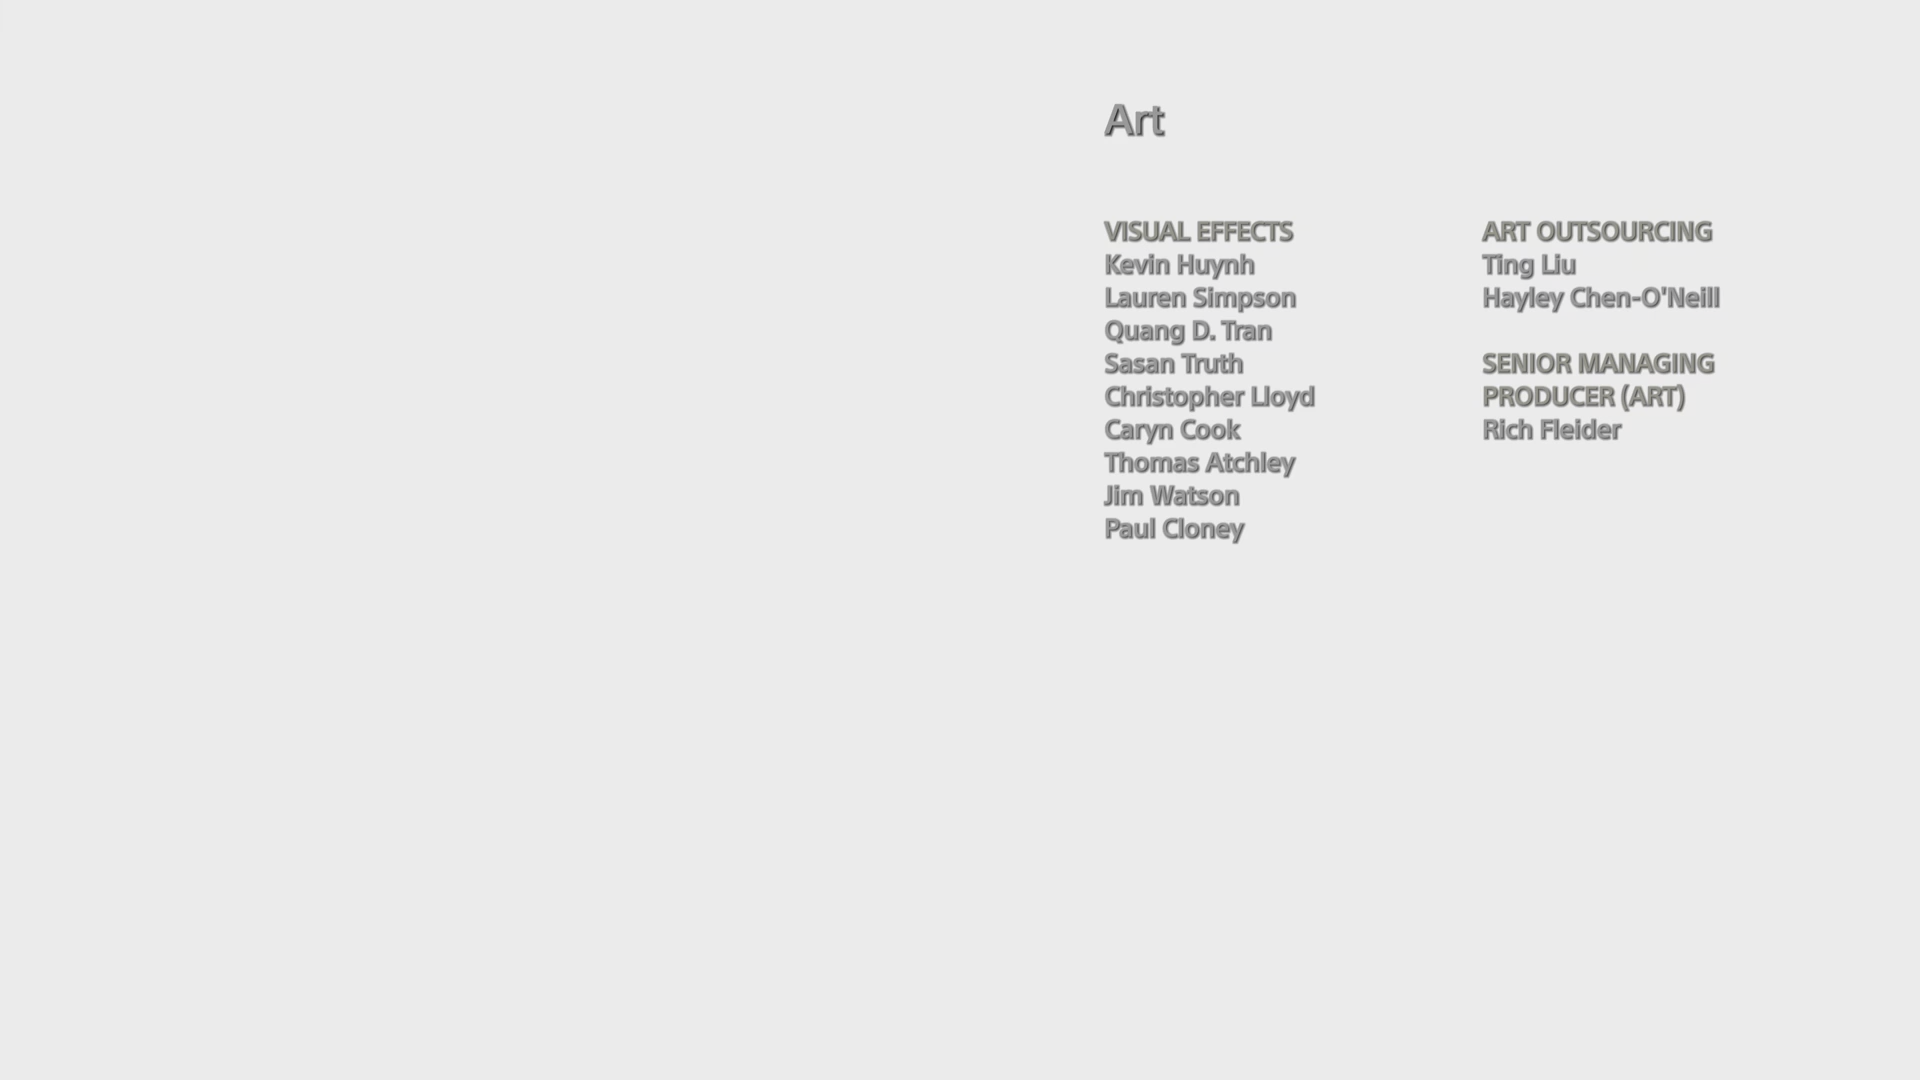 Art
VISUAL EFFECTS
Kevin Huynh
Lauren Simpson
Quang D. Tran
Sasan Truth
Christopher Lloyd
Caryn Cook
Thomas Atchley
Jim Watson
Paul Cloney
ART OUTSOURCING
Ting Liu
Hayley Chen-O'Neill
SENIOR MANAGING
PRODUCER (ART)
Rich Fleider